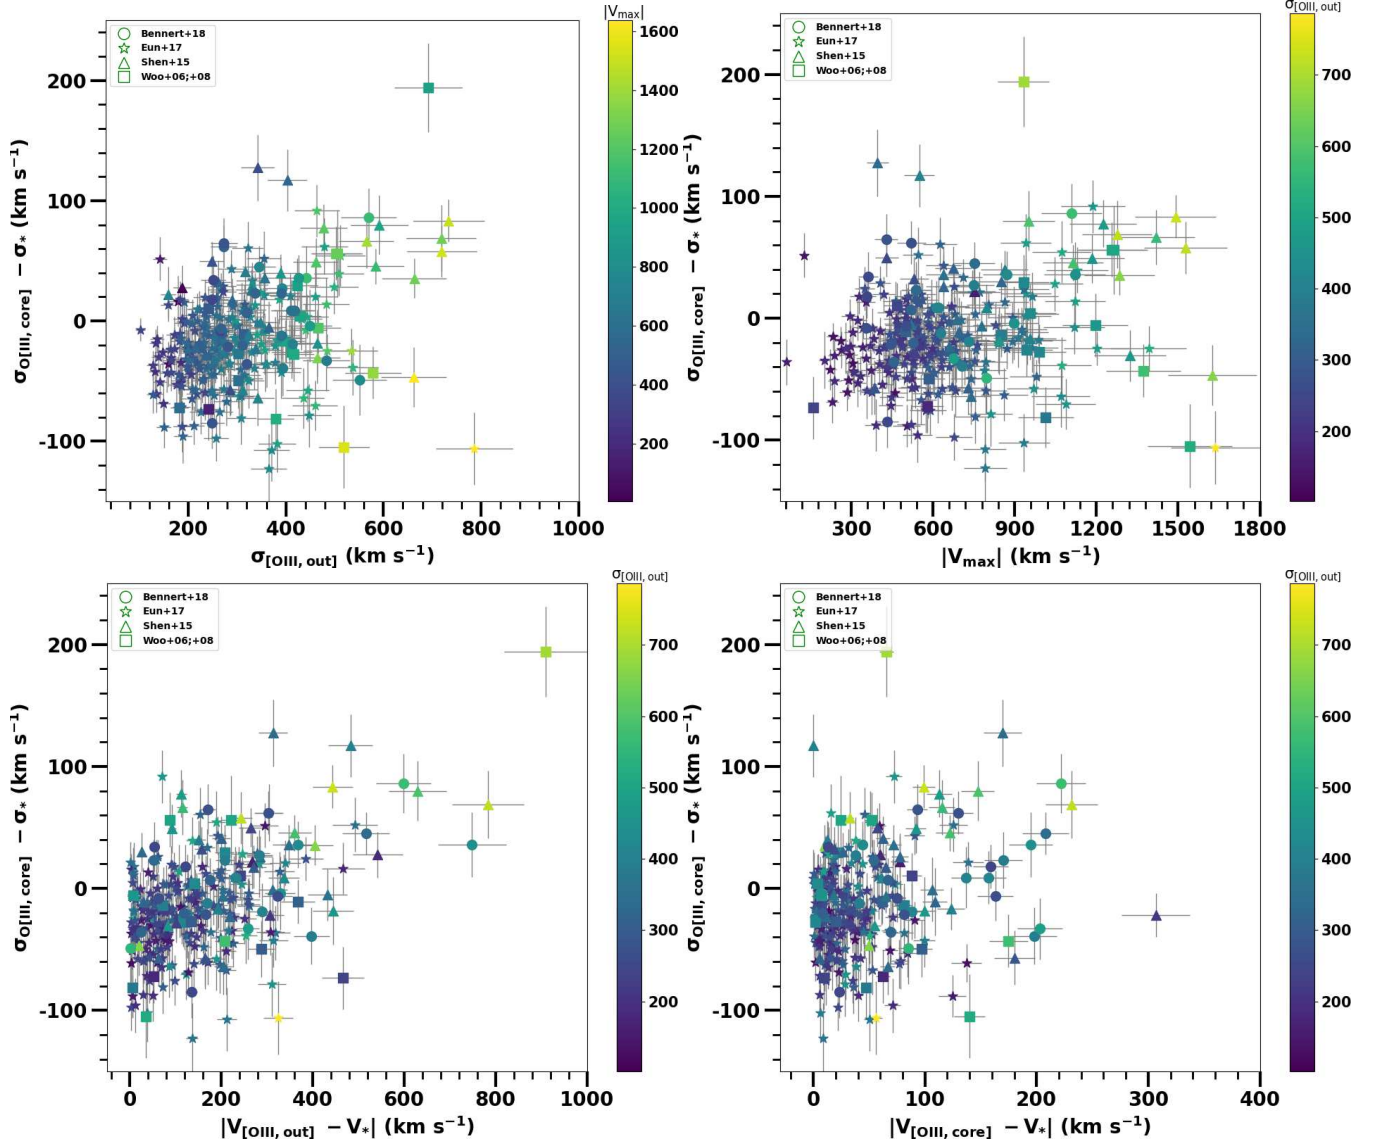 |V_max|
σ_[OIII, out]
Bennert+18
Eun+17
Shen+15
Woo+06;+08
200
100
0
-100
σ_O[III, core] − σ_* (km s⁻¹)
200
400
600
800
1000
σ_[OIII, out] (km s⁻¹)
1600
1400
1200
1000
800
600
400
200
Bennert+18
Eun+17
Shen+15
Woo+06;+08
200
100
0
-100
σ_O[III, core] − σ_* (km s⁻¹)
300
600
900
1200
1500
1800
|V_max| (km s⁻¹)
700
600
500
400
300
200
σ_[OIII, out]
σ_[OIII, out]
Bennert+18
Eun+17
Shen+15
Woo+06;+08
200
100
0
-100
σ_O[III, core] − σ_* (km s⁻¹)
0
200
400
600
800
1000
|V_[OIII, out] − V_*| (km s⁻¹)
700
600
500
400
300
200
Bennert+18
Eun+17
Shen+15
Woo+06;+08
200
100
0
-100
σ_O[III, core] − σ_* (km s⁻¹)
0
100
200
300
400
|V_[OIII, core] − V_*| (km s⁻¹)
700
600
500
400
300
200